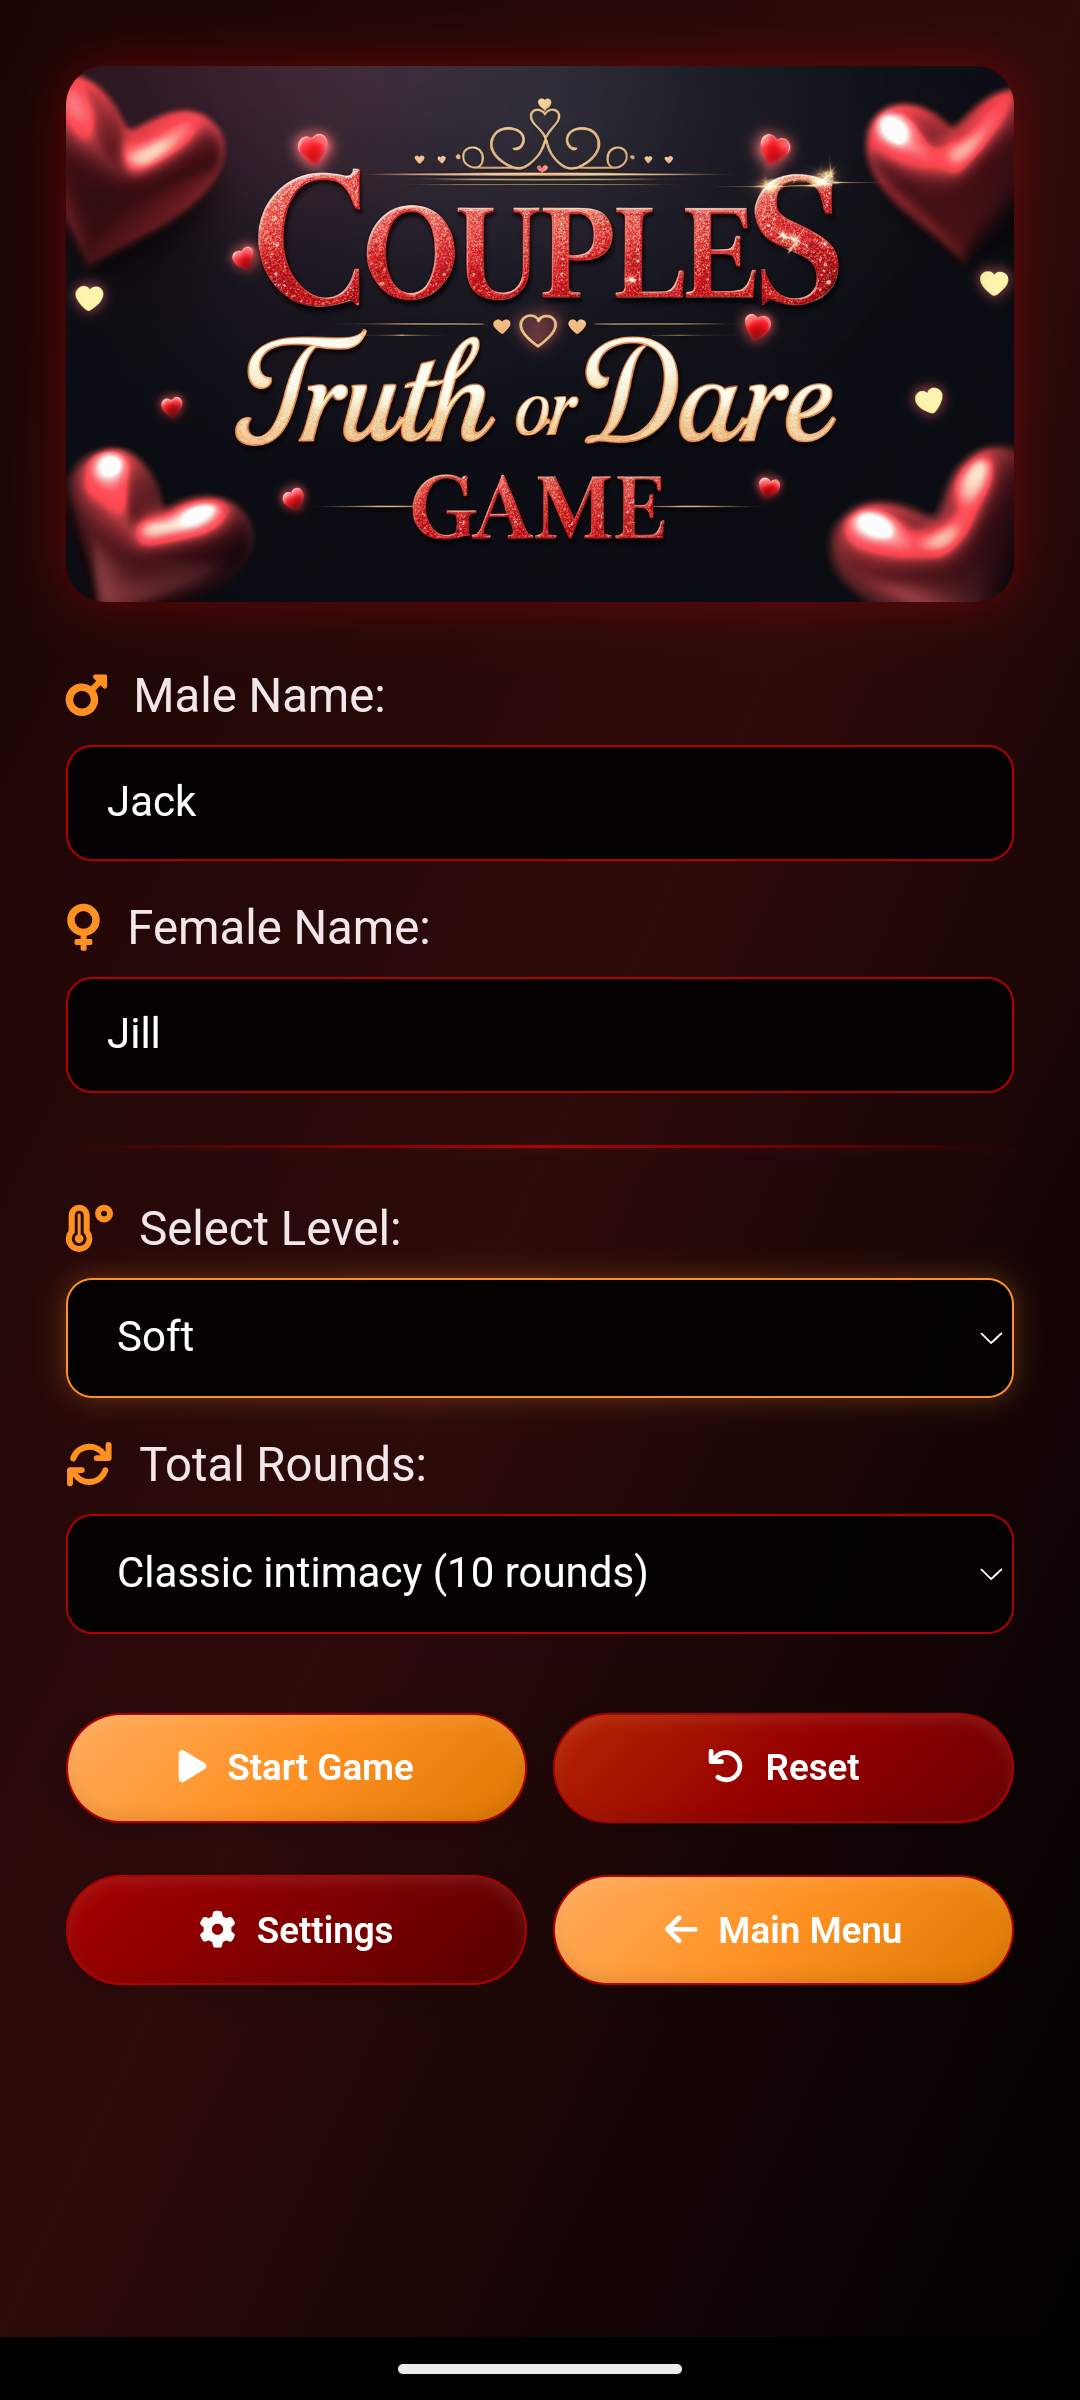 COUPLES
Truth or Dare
GAME
Male Name:
Jack
Female Name:
Jill
Select Level:
Soft
Total Rounds:
Classic intimacy (10 rounds)
Start Game
Reset
Settings
Main Menu